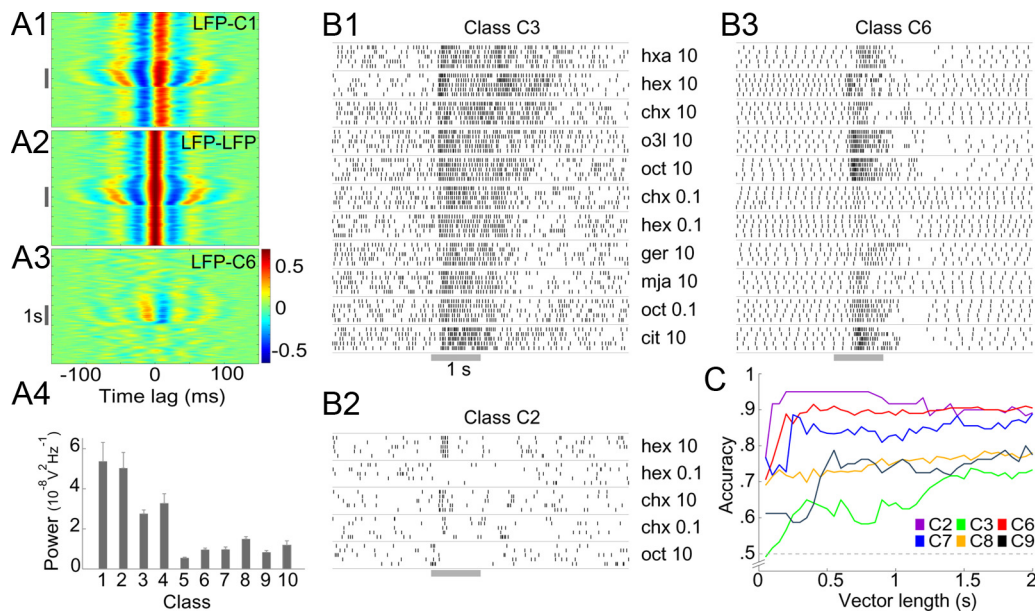 A1
LFP-C1
A2
LFP-LFP
A3
LFP-C6
1s
0.5
0
-0.5
-100 0 100
Time lag (ms)
A4
Power (10⁻⁸V²Hz⁻¹)
6
4
2
0
1 2 3 4 5 6 7 8 9 10
Class
B1
Class C3
hxa 10
hex 10
chx 10
o3l 10
oct 10
chx 0.1
hex 0.1
ger 10
mja 10
oct 0.1
cit 10
1 s
B2
Class C2
hex 10
hex 0.1
chx 10
chx 0.1
oct 10
B3
Class C6
C
Accuracy
1
.9
.8
.7
.6
.5
C2 C3 C6
C7 C8 C9
0 0.5 1 1.5 2
Vector length (s)